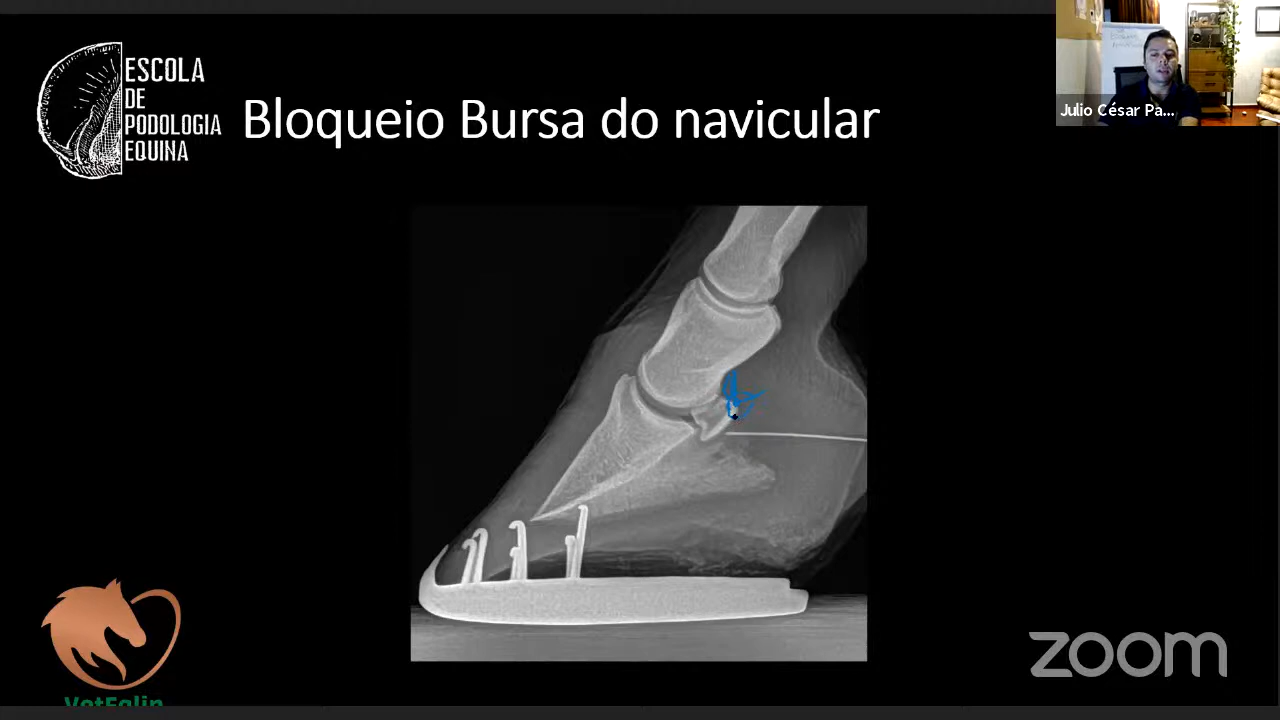 ESCOLA
DE
PODOLOGIA
EQUINA
Bloqueio Bursa do navicular
Julio César Pa...
zoom